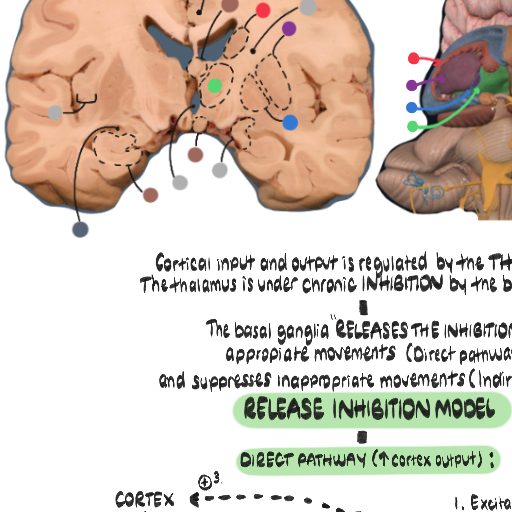 Cortical input and output is regulated by the TH
The thalamus is under chronic INHIBITION by the b
The basal ganglia "RELEASES THE INHIBITION
appropiate movements (Direct pathwa
and suppresses inappropriate movements (Indir
RELEASE INHIBITION MODEL
DIRECT PATHWAY (↑ cortex output) :
⊕3.
CORTEX
1. Excita